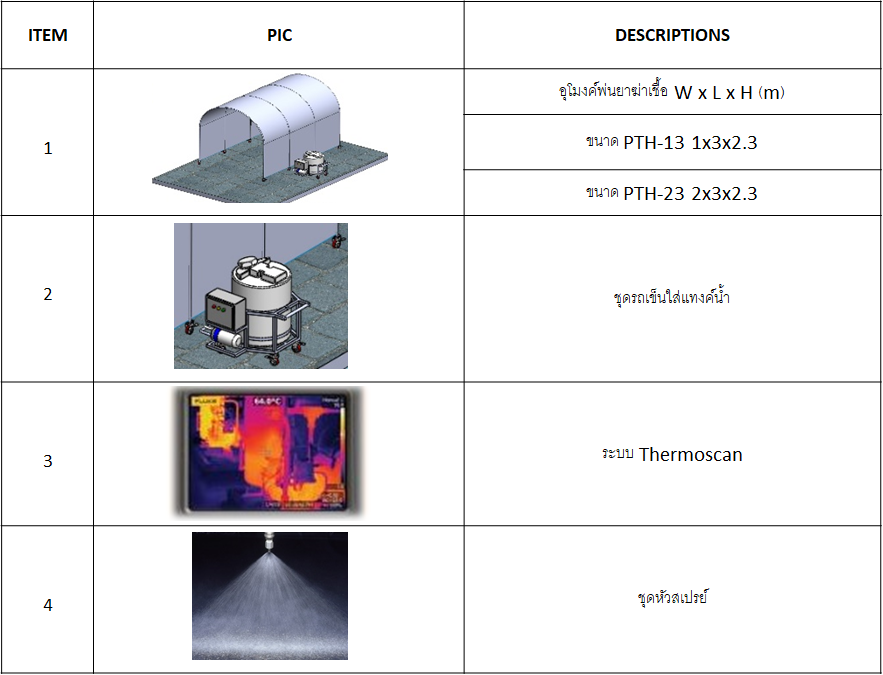 ITEM PIC DESCRIPTIONS
1
อุโมงค์พ่นยาฆ่าเชื้อ W x L x H (m)
ขนาด PTH-13 1x3x2.3
ขนาด PTH-23 2x3x2.3
2
ชุดรถเข็นใส่แทงค์น้ำ
3
FLUKE 64.0°C
ระบบ Thermoscan
4
ชุดหัวสเปรย์